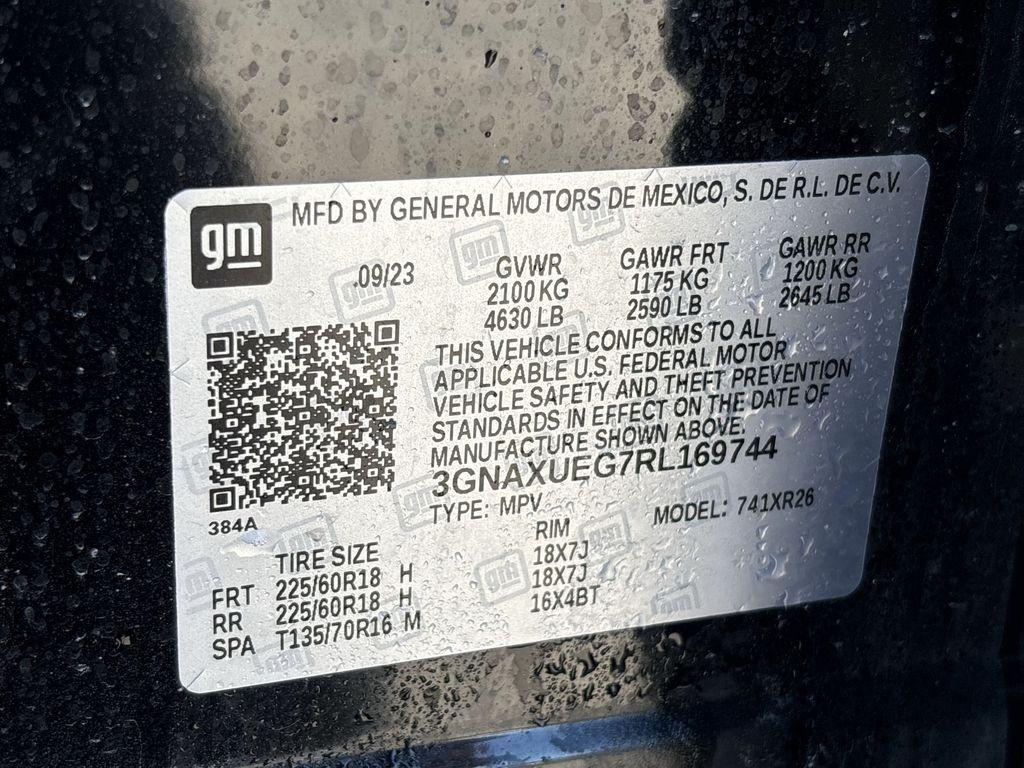 gm
MFD BY GENERAL MOTORS DE MEXICO, S. DE R.L. DE C.V.
.09/23
GVWR
2100 KG
4630 LB
GAWR FRT
1175 KG
2590 LB
GAWR RR
1200 KG
2645 LB
THIS VEHICLE CONFORMS TO ALL
APPLICABLE U.S. FEDERAL MOTOR
VEHICLE SAFETY AND THEFT PREVENTION
STANDARDS IN EFFECT ON THE DATE OF
MANUFACTURE SHOWN ABOVE.
3GNAXUEG7RL169744
TYPE: MPV
MODEL: 741XR26
384A
TIRE SIZE RIM
FRT 225/60R18 H 18X7J
RR 225/60R18 H 18X7J
SPA T135/70R16 M 16X4BT